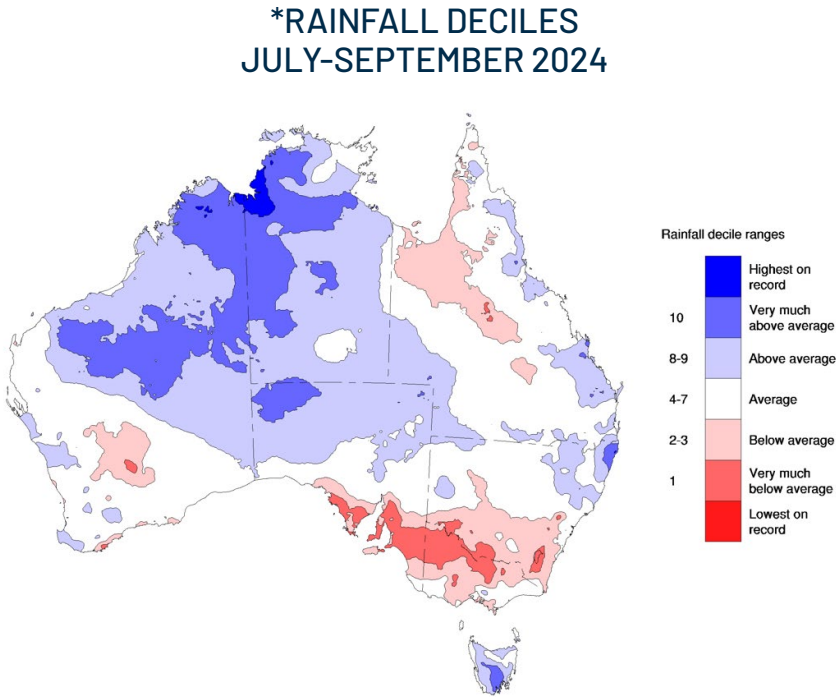 *RAINFALL DECILES
JULY-SEPTEMBER 2024
Rainfall decile ranges
Highest on
record
10
Very much
above average
8-9
Above average
4-7
Average
2-3
Below average
1
Very much
below average
Lowest on
record